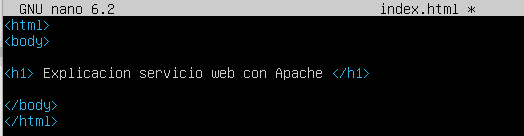 GNU nano 6.2 index.html *
<html>
<body>
<h1> Explicacion servicio web con Apache </h1>
</body>
</html>